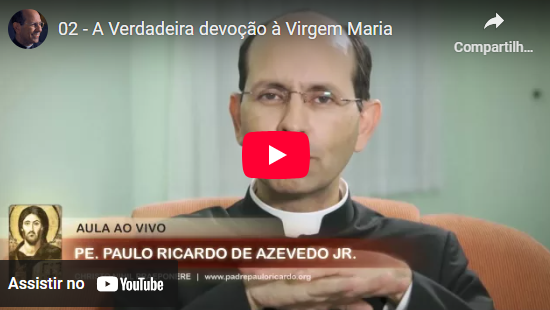 02 - A Verdadeira devoção à Virgem Maria
Compartilh...
AULA AO VIVO
PE. PAULO RICARDO DE AZEVEDO JR.
www.padrepauloricardo.org
Assistir no YouTube